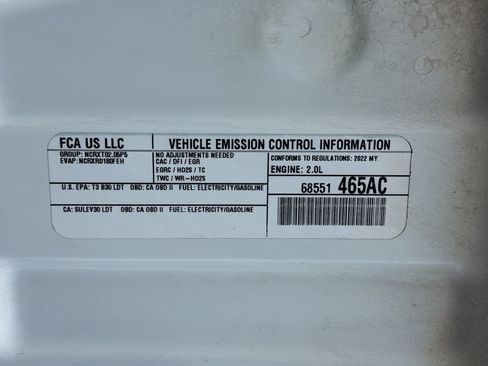 FCA US LLC
VEHICLE EMISSION CONTROL INFORMATION
GROUP: NCRXT02.05P5
EVAP: NCRXR0180FEH
NO ADJUSTMENTS NEEDED
CAC / DFI / EGR
EGRC / HO2S / TC
TWC / WR-HO2S
CONFORMS TO REGULATIONS: 2022 MY
ENGINE: 2.0L
U.S. EPA: T3 B30 LDT OBD: CA OBD II FUEL: ELECTRICITY/GASOLINE
68551 465AC
CA: SULEV30 LDT OBD: CA OBD II FUEL: ELECTRICITY/GASOLINE